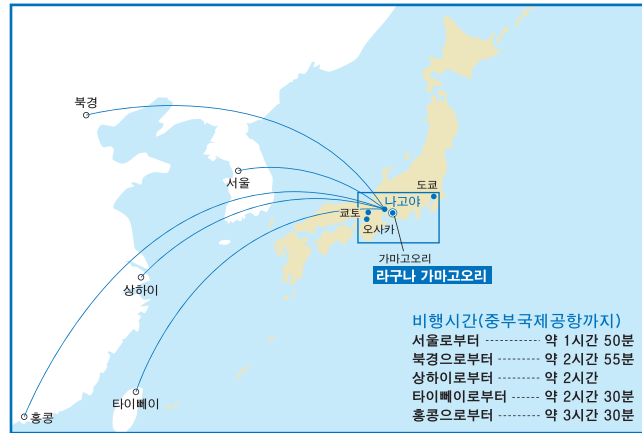 북경
서울
도쿄
나고야
쿄토
오사카
가마고오리
라구나 가마고오리
상하이
타이뻬이
홍콩
비행시간(중부국제공항까지)
서울로부터 ------------ 약 1시간 50분
북경으로부터 --------- 약 2시간 55분
상하이로부터 --------- 약 2시간
타이뻬이로부터 ------ 약 2시간 30분
홍콩으로부터 --------- 약 3시간 30분